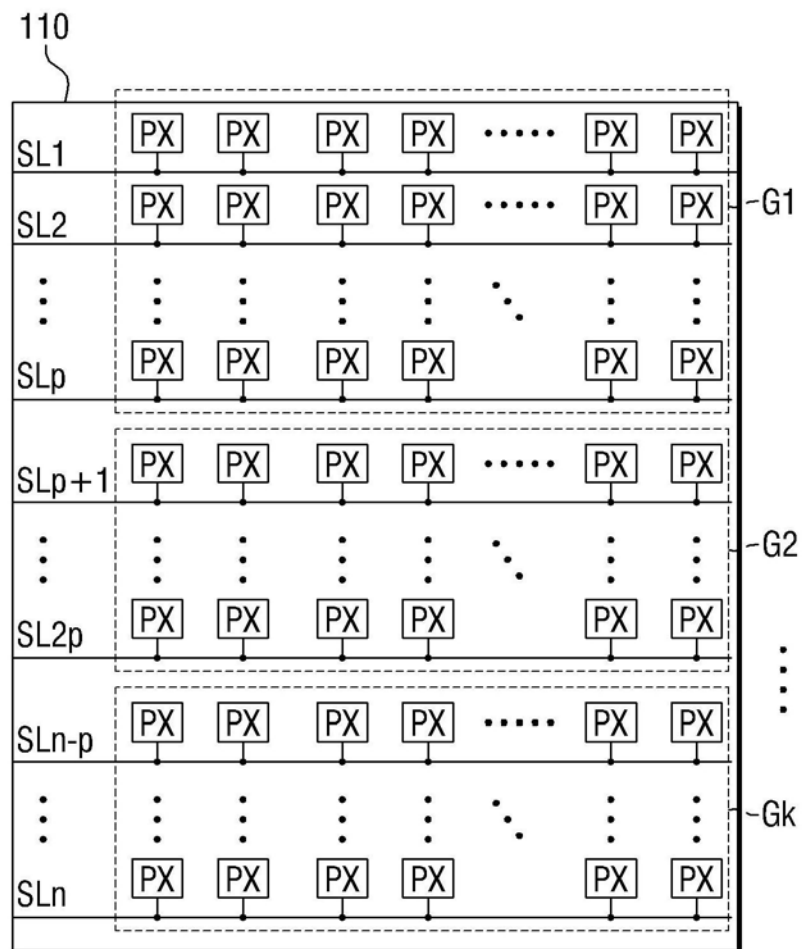 110
SL1 PX PX PX PX PX PX
SL2 PX PX PX PX PX PX
G1
SLp PX PX PX PX PX PX
SLp+1 PX PX PX PX PX PX
G2
SL2p PX PX PX PX PX PX
SLn-p PX PX PX PX PX PX
Gk
SLn PX PX PX PX PX PX